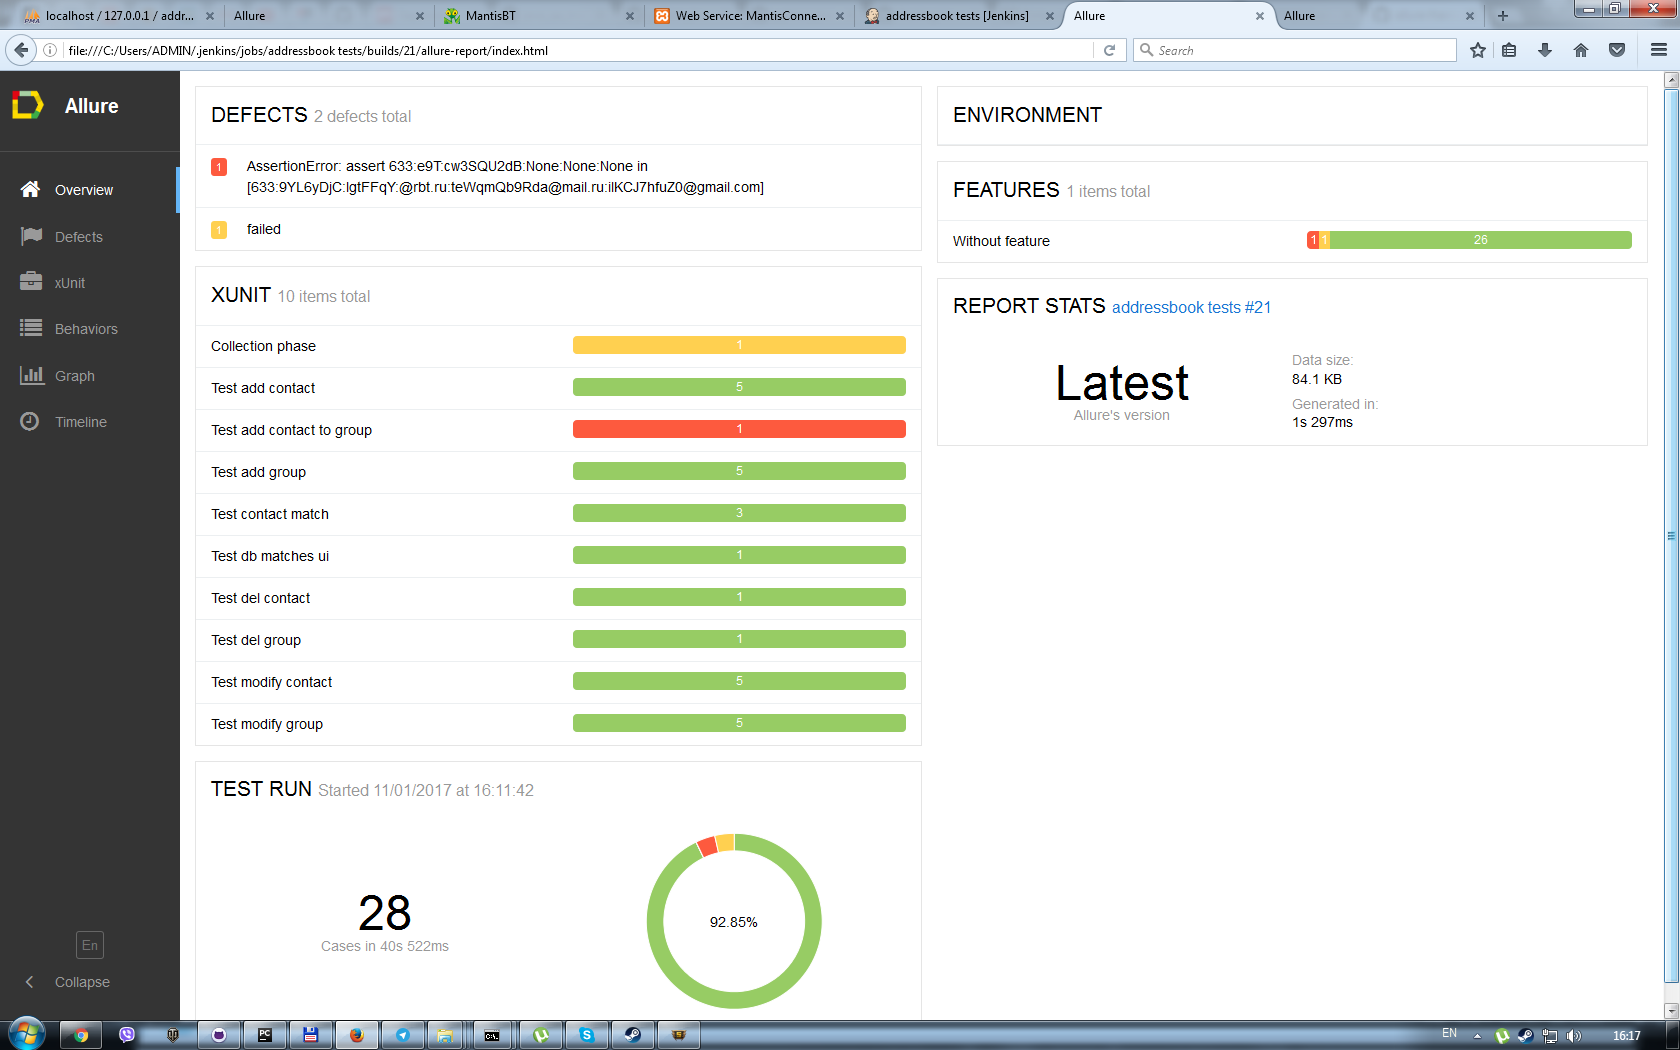 localhost / 127.0.0.1 / addr...
Allure
MantisBT
Web Service: MantisConne...
addressbook tests [Jenkins]
Allure
Allure
file:///C:/Users/ADMIN/.jenkins/jobs/addressbook tests/builds/21/allure-report/index.html
Search
Allure
Overview
Defects
xUnit
Behaviors
Graph
Timeline
En
Collapse
DEFECTS 2 defects total
1 AssertionError: assert 633:e9T:cw3SQU2dB:None:None:None in
[633:9YL6yDjC:lgtFFqY:@rbt.ru:teWqmQb9Rda@mail.ru:ilKCJ7hfuZ0@gmail.com]
1 failed
XUNIT 10 items total
Collection phase 1
Test add contact 5
Test add contact to group 1
Test add group 5
Test contact match 3
Test db matches ui 1
Test del contact 1
Test del group 1
Test modify contact 5
Test modify group 5
TEST RUN Started 11/01/2017 at 16:11:42
28
Cases in 40s 522ms
92.85%
ENVIRONMENT
FEATURES 1 items total
Without feature 1 1 26
REPORT STATS addressbook tests #21
Latest
Allure's version
Data size:
84.1 KB
Generated in:
1s 297ms
EN
16:17